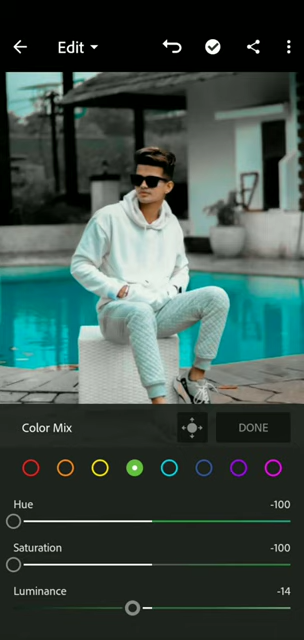 Edit
Color Mix
DONE
Hue -100
Saturation -100
Luminance -14